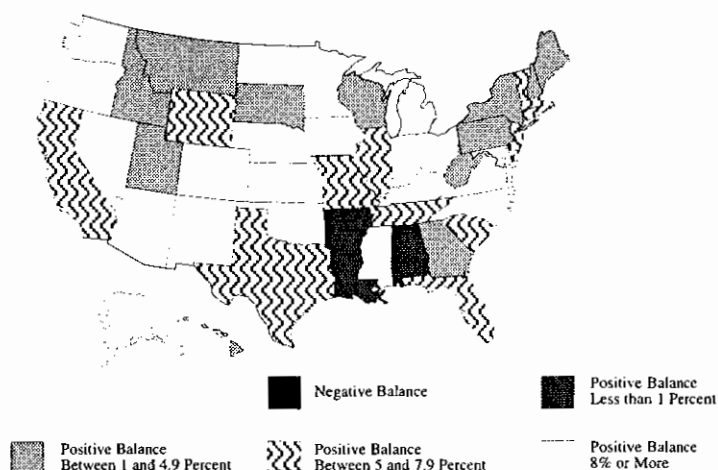 Negative Balance
Positive Balance
Less than 1 Percent
Positive Balance
Between 1 and 4.9 Percent
Positive Balance
Between 5 and 7.9 Percent
Positive Balance
8% or More